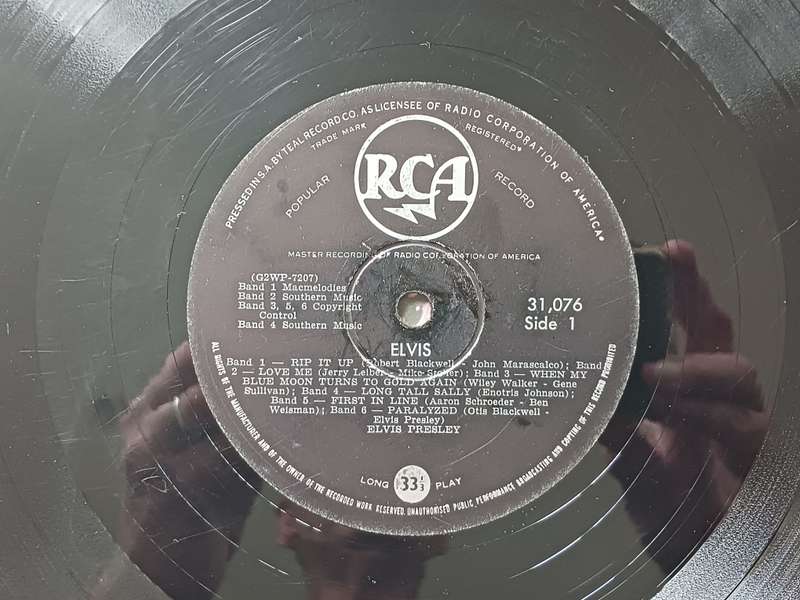 PRESSED IN S.A. BY TEAL RECORD CO. AS LICENSEE OF RADIO CORPORATION OF AMERICA.
TRADE MARK REGISTERED
RCA
POPULAR RECORD
MASTER RECORDING OF RADIO CORPORATION OF AMERICA
(G2WP-7207)
Band 1 Macmelodies
Band 2 Southern Music
Band 3, 5, 6 Copyright
Control
Band 4 Southern Music
31,076
Side 1
ELVIS
Band 1 — RIP IT UP (Robert Blackwell - John Marascalco); Band
2 — LOVE ME (Jerry Leiber - Mike Stoller); Band 3 — WHEN MY
BLUE MOON TURNS TO GOLD AGAIN (Wiley Walker - Gene
Sullivan); Band 4 — LONG TALL SALLY (Enotris Johnson);
Band 5 — FIRST IN LINE (Aaron Schroeder - Ben
Weisman); Band 6 — PARALYZED (Otis Blackwell -
Elvis Presley)
ELVIS PRESLEY
LONG 33 1/3 PLAY
ALL RIGHTS OF THE MANUFACTURER AND OF THE OWNER OF THE RECORDED WORK RESERVED. UNAUTHORISED PUBLIC PERFORMANCE BROADCASTING AND COPYING OF THIS RECORD PROHIBITED